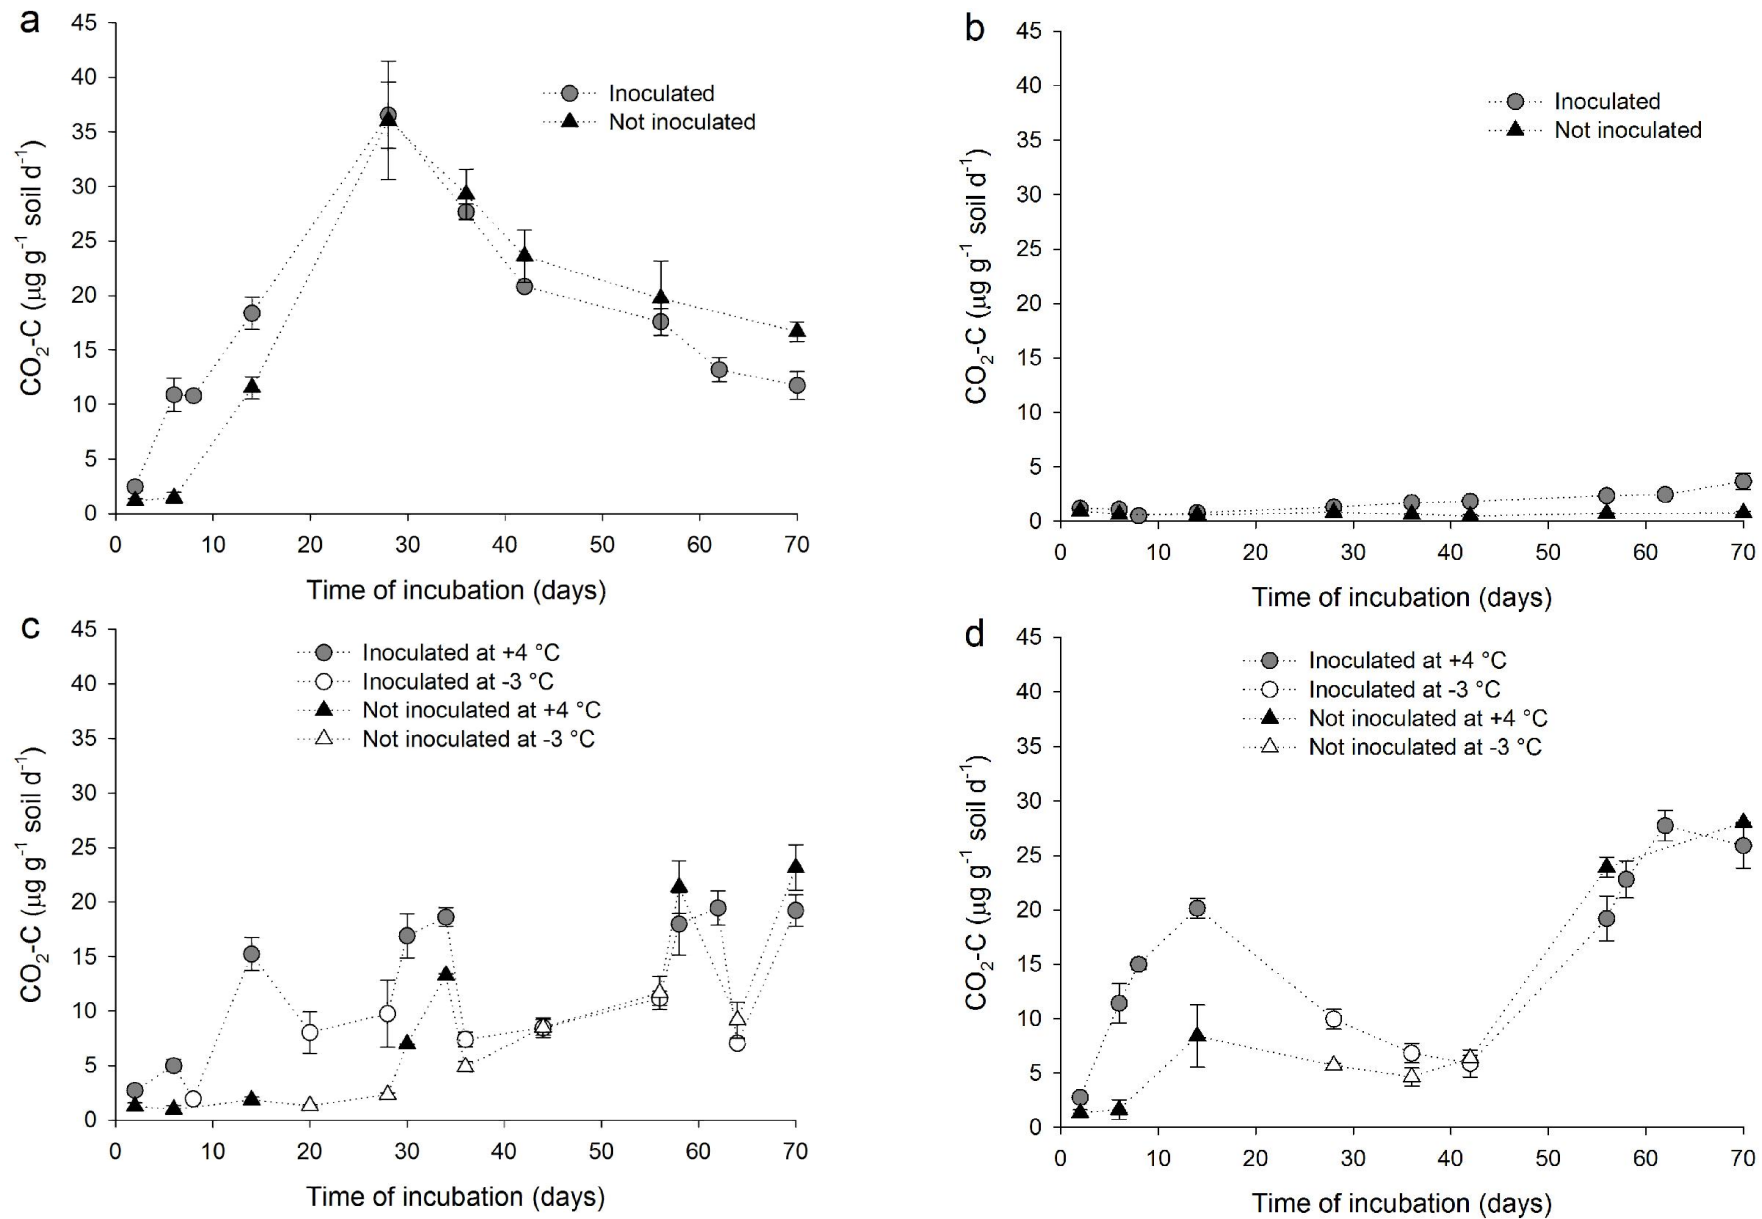 a
45
40
35
30
25
20
15
10
5
0
CO₂-C (µg g⁻¹ soil d⁻¹)
Inoculated
Not inoculated
0 10 20 30 40 50 60 70
Time of incubation (days)
b
45
40
35
30
25
20
15
10
5
0
CO₂-C (µg g⁻¹ soil d⁻¹)
Inoculated
Not inoculated
0 10 20 30 40 50 60 70
Time of incubation (days)
c
45
40
35
30
25
20
15
10
5
0
CO₂-C (µg g⁻¹ soil d⁻¹)
Inoculated at +4 °C
Inoculated at -3 °C
Not inoculated at +4 °C
Not inoculated at -3 °C
0 10 20 30 40 50 60 70
Time of incubation (days)
d
45
40
35
30
25
20
15
10
5
0
CO₂-C (µg g⁻¹ soil d⁻¹)
Inoculated at +4 °C
Inoculated at -3 °C
Not inoculated at +4 °C
Not inoculated at -3 °C
0 10 20 30 40 50 60 70
Time of incubation (days)